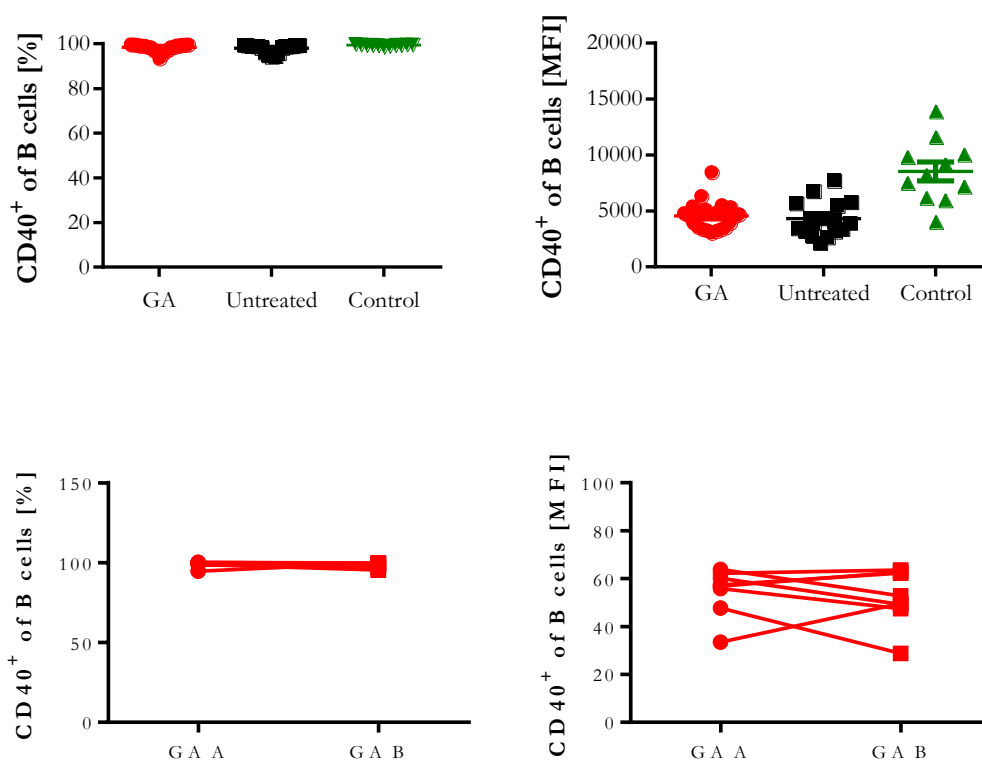 CD40+ of B cells [%]
100
80
60
40
20
0
GA Untreated Control
CD40+ of B cells [MFI]
20000
15000
10000
5000
0
GA Untreated Control
CD40+ of B cells [%]
150
100
50
0
GA A GA B
CD40+ of B cells [MFI]
100
80
60
40
20
0
GA A GA B